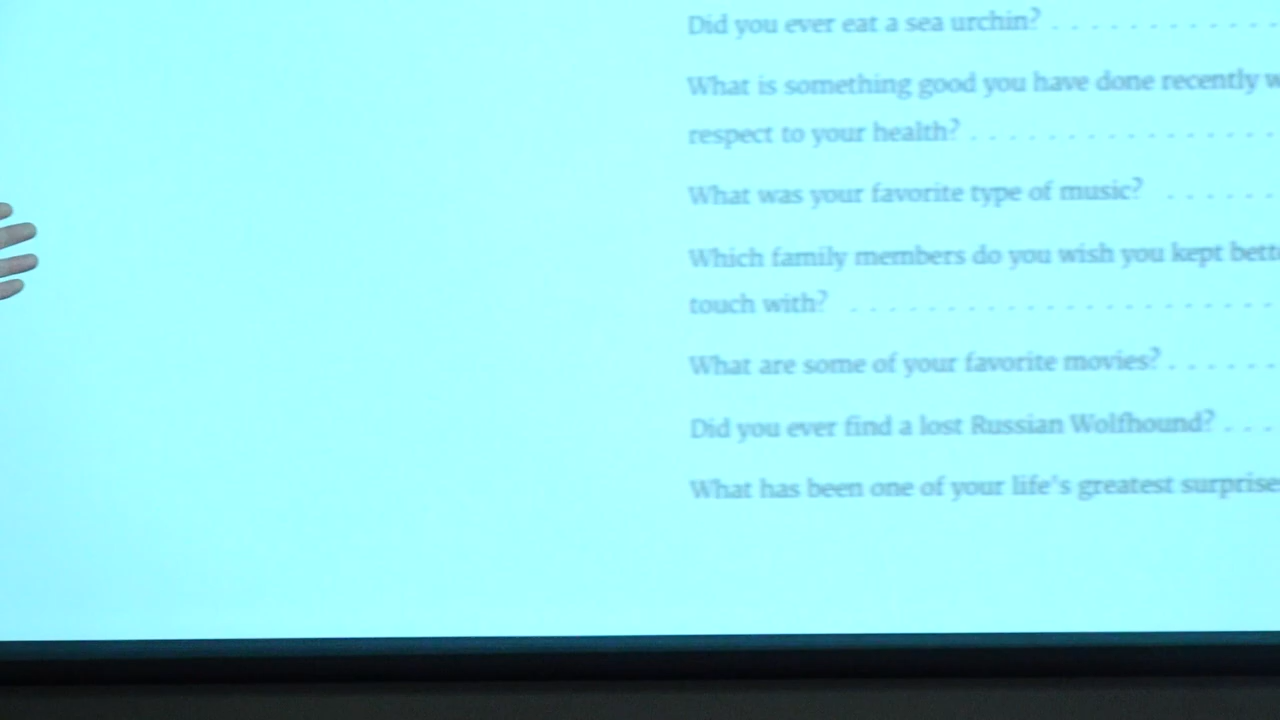 Did you ever eat a sea urchin? . . . . . . . . . . . .
What is something good you have done recently
respect to your health? . . . . . . . . . . . . . . . .
What was your favorite type of music? . . . . . . .
Which family members do you wish you kept
touch with? . . . . . . . . . . . . . . . . . . . . . .
What are some of your favorite movies? . . . . . . .
Did you ever find a lost Russian Wolfhound? . . .
What has been one of your life's greatest